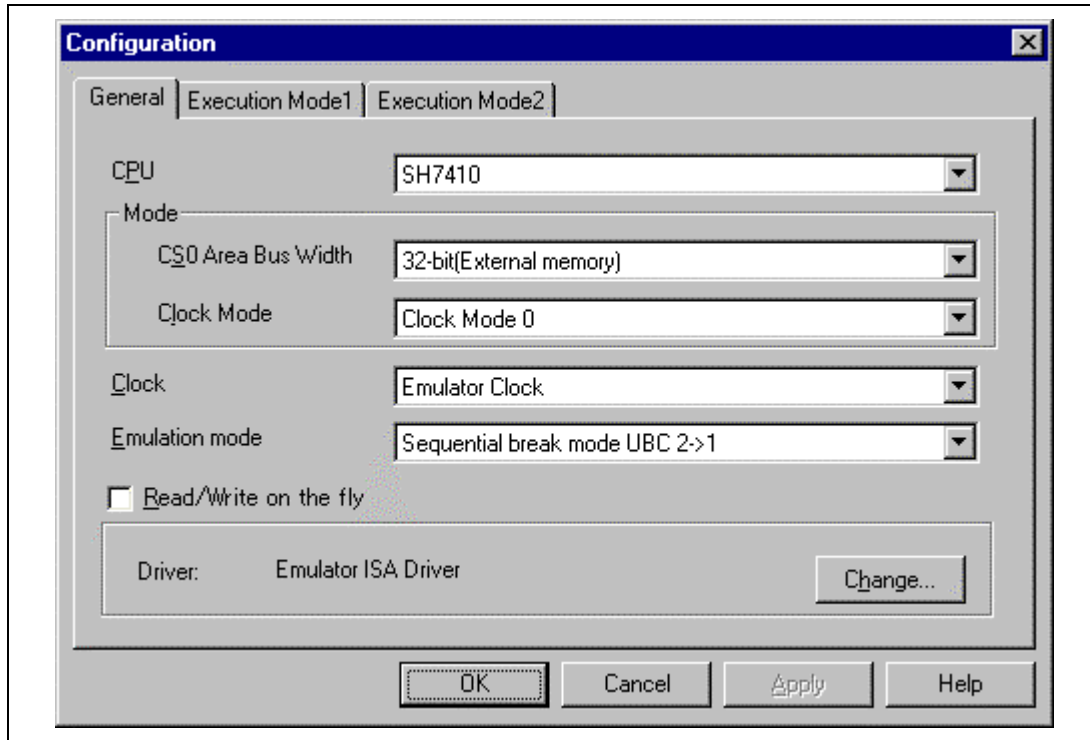 Configuration
General Execution Mode1 Execution Mode2
CPU SH7410
Mode
CS0 Area Bus Width 32-bit(External memory)
Clock Mode Clock Mode 0
Clock Emulator Clock
Emulation mode Sequential break mode UBC 2->1
Read/Write on the fly
Driver: Emulator ISA Driver Change...
OK Cancel Apply Help